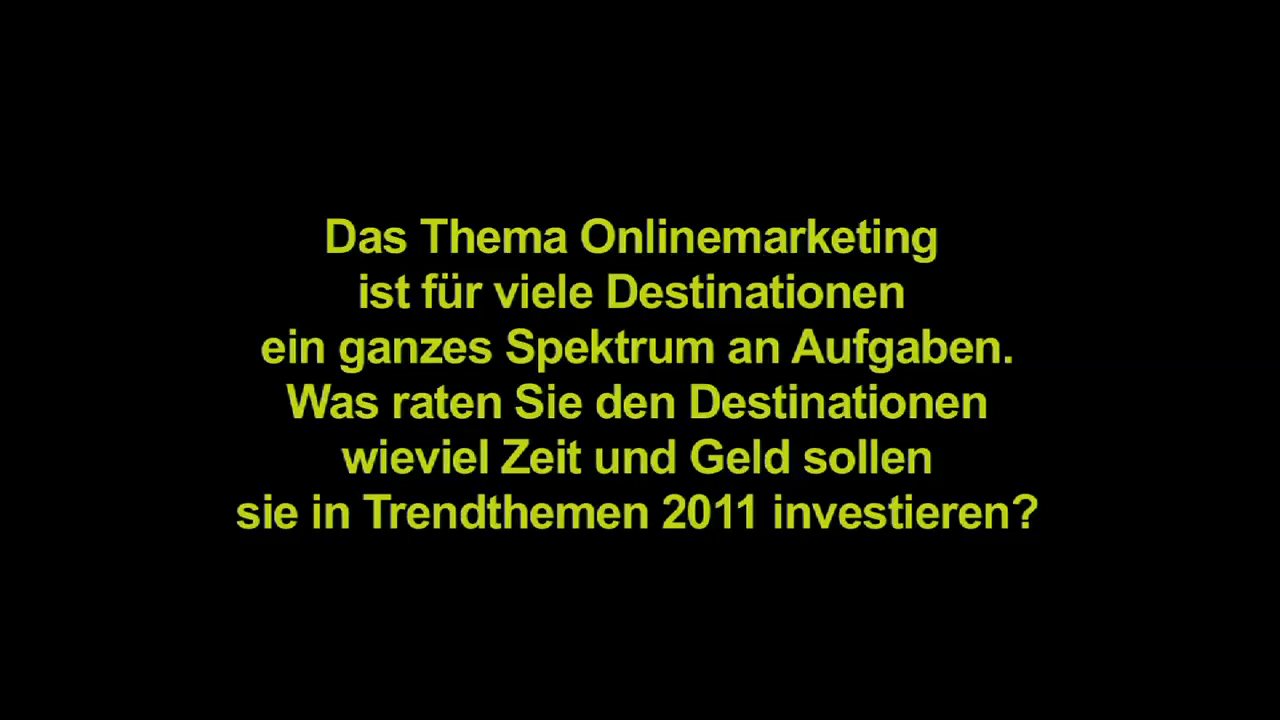 Das Thema Onlinemarketing
ist für viele Destinationen
ein ganzes Spektrum an Aufgaben.
Was raten Sie den Destinationen
wieviel Zeit und Geld sollen
sie in Trendthemen 2011 investieren?